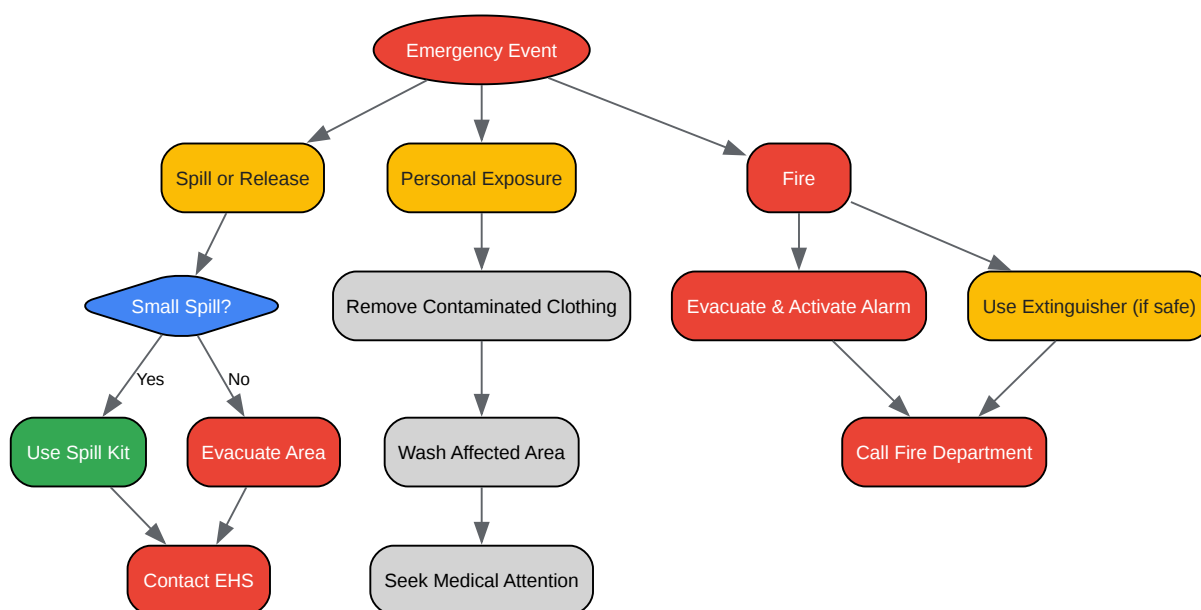 Emergency Event
Spill or Release
Personal Exposure
Fire
Small Spill?
Remove Contaminated Clothing
Evacuate & Activate Alarm
Use Extinguisher (if safe)
Yes
No
Use Spill Kit
Evacuate Area
Wash Affected Area
Call Fire Department
Contact EHS
Seek Medical Attention